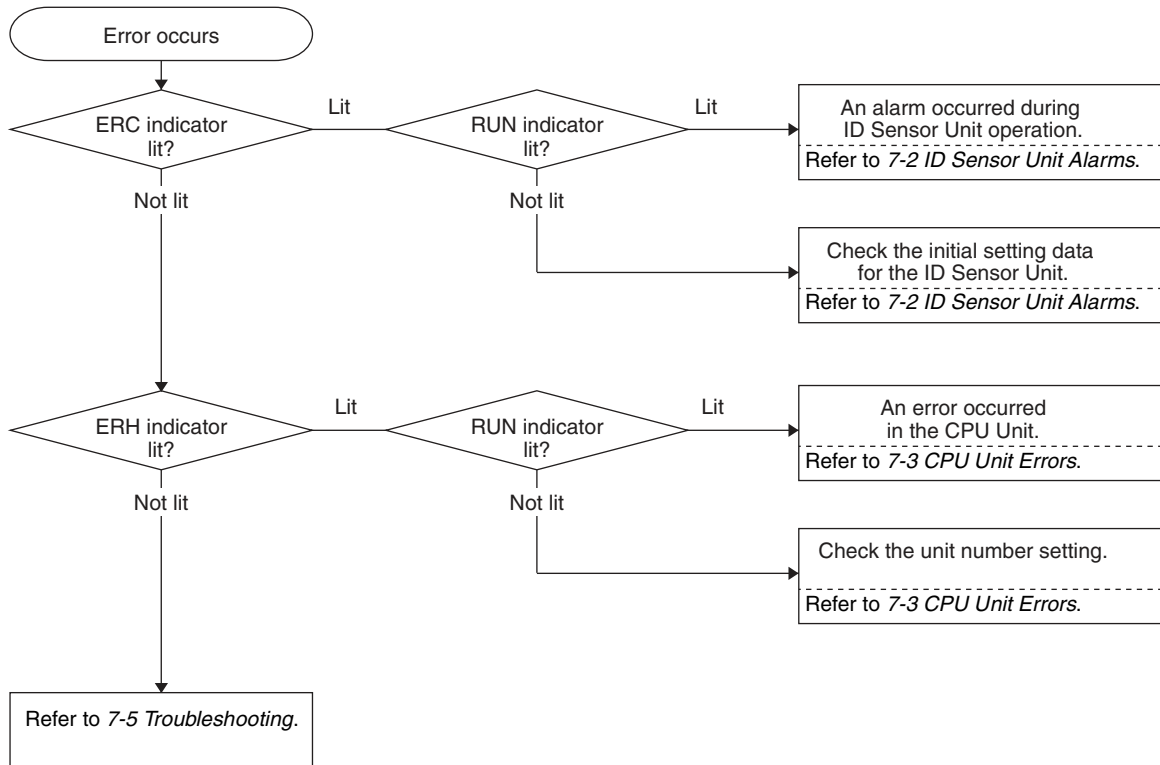 Error occurs
ERC indicator
lit?
Lit
RUN indicator
lit?
Lit
An alarm occurred during
ID Sensor Unit operation.
Refer to 7-2 ID Sensor Unit Alarms.
Not lit
Not lit
Check the initial setting data
for the ID Sensor Unit.
Refer to 7-2 ID Sensor Unit Alarms.
ERH indicator
lit?
Lit
RUN indicator
lit?
Lit
An error occurred
in the CPU Unit.
Refer to 7-3 CPU Unit Errors.
Not lit
Not lit
Check the unit number setting.
Refer to 7-3 CPU Unit Errors.
Refer to 7-5 Troubleshooting.